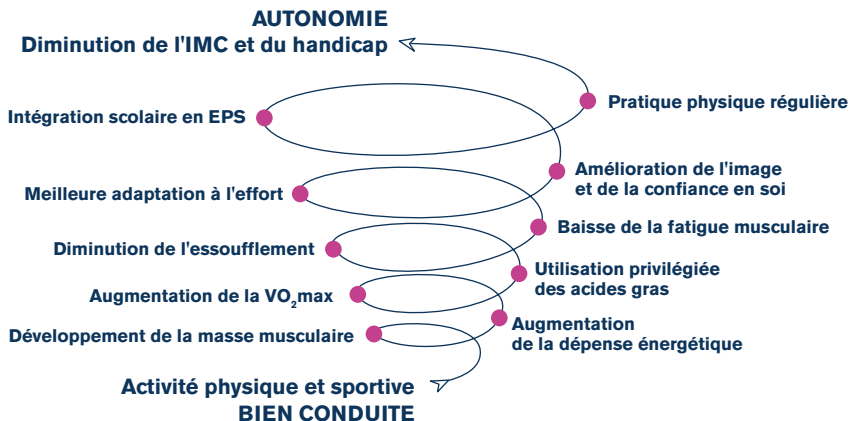 AUTONOMIE
Diminution de l'IMC et du handicap
Pratique physique régulière
Intégration scolaire en EPS
Amélioration de l'image
et de la confiance en soi
Meilleure adaptation à l'effort
Baisse de la fatigue musculaire
Diminution de l'essoufflement
Utilisation privilégiée
des acides gras
Augmentation de la VO₂max
Augmentation
de la dépense énergétique
Développement de la masse musculaire
Activité physique et sportive
BIEN CONDUITE